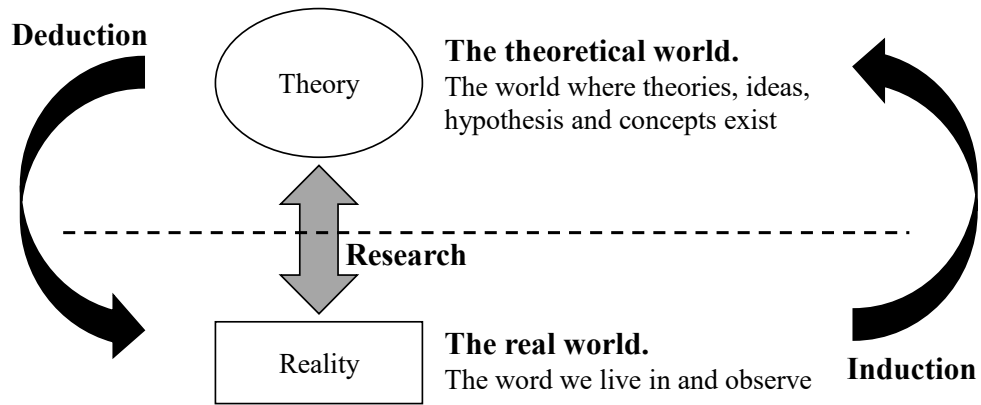 Deduction
Theory
The theoretical world.
The world where theories, ideas,
hypothesis and concepts exist
Research
Reality
The real world.
The word we live in and observe
Induction